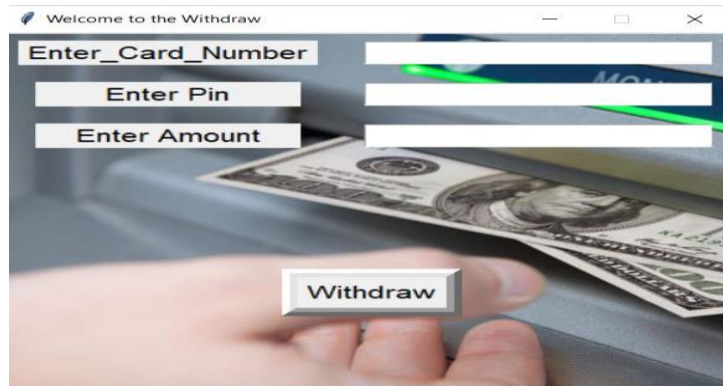 Welcome to the Withdraw
Enter_Card_Number
Enter Pin
Enter Amount
Withdraw